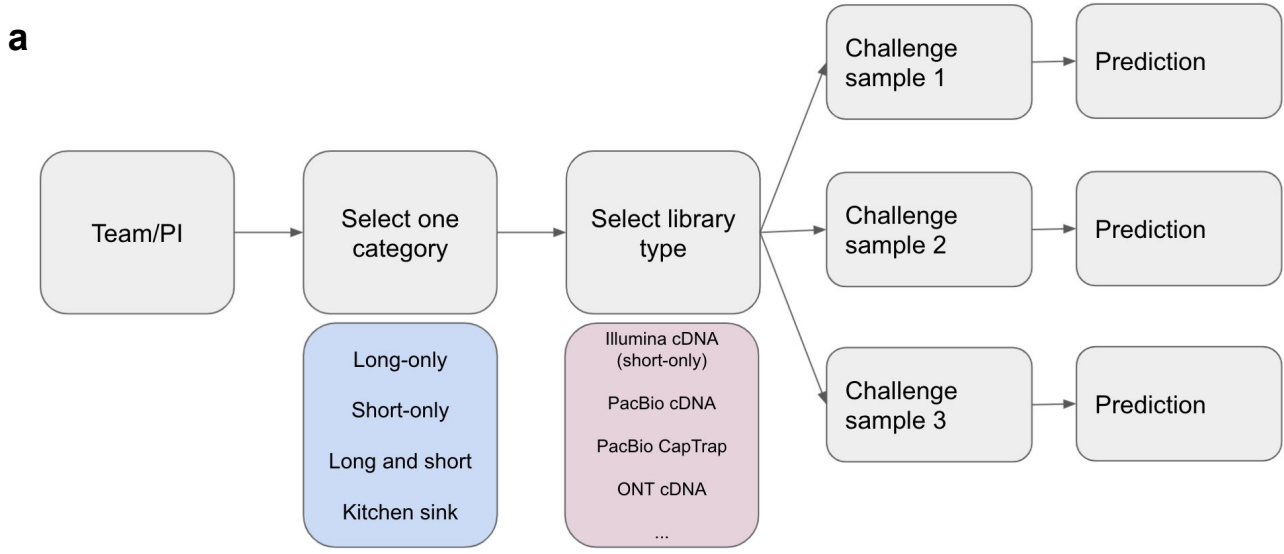 a
Team/PI
Select one
category
Long-only
Short-only
Long and short
Kitchen sink
Select library
type
Illumina cDNA
(short-only)
PacBio cDNA
PacBio CapTrap
ONT cDNA
...
Challenge
sample 1
Prediction
Challenge
sample 2
Prediction
Challenge
sample 3
Prediction